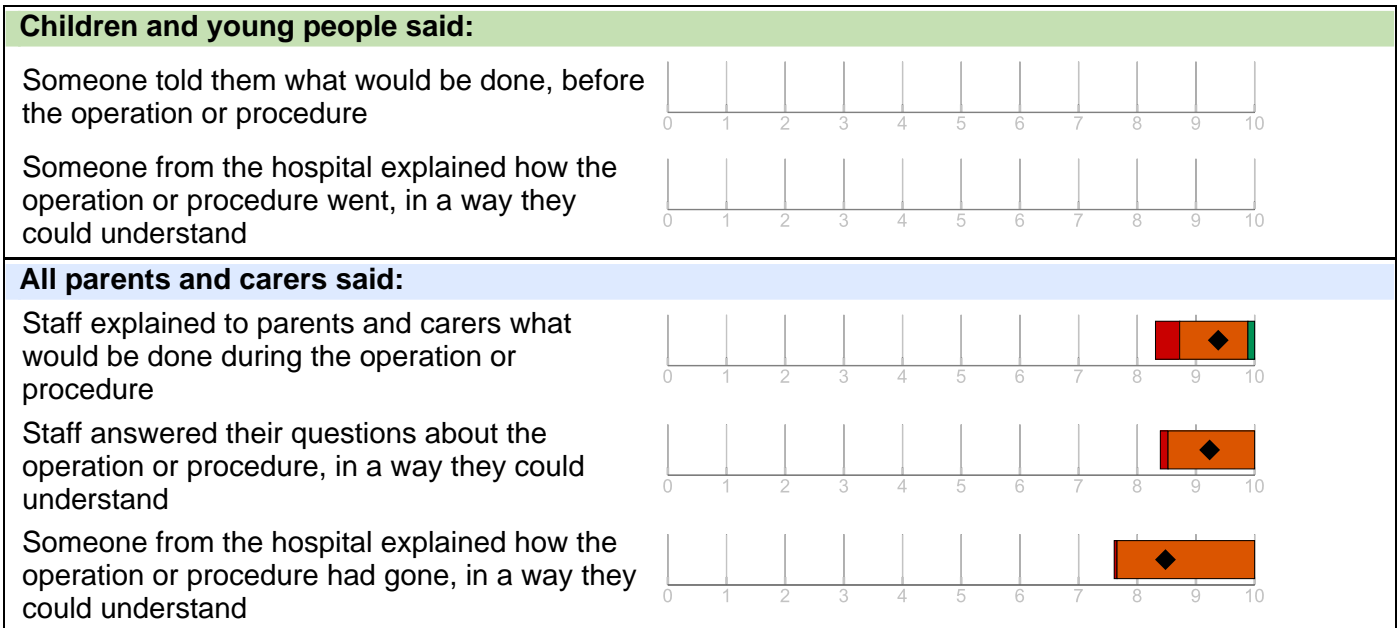 Children and young people said:
Someone told them what would be done, before
the operation or procedure
0 1 2 3 4 5 6 7 8 9 10
Someone from the hospital explained how the
operation or procedure went, in a way they
could understand
0 1 2 3 4 5 6 7 8 9 10
All parents and carers said:
Staff explained to parents and carers what
would be done during the operation or
procedure
0 1 2 3 4 5 6 7 8 9 10
Staff answered their questions about the
operation or procedure, in a way they could
understand
0 1 2 3 4 5 6 7 8 9 10
Someone from the hospital explained how the
operation or procedure had gone, in a way they
could understand
0 1 2 3 4 5 6 7 8 9 10